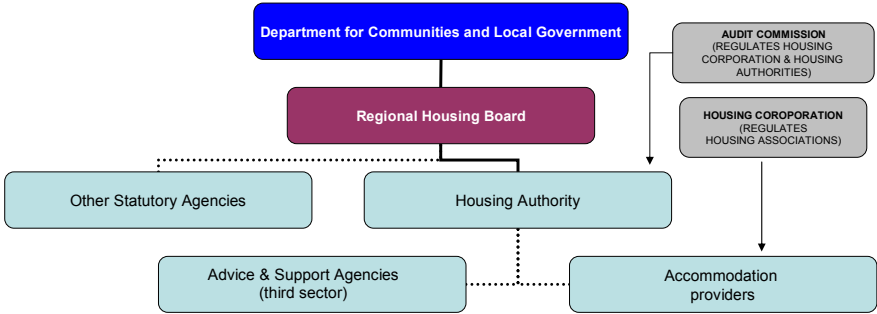 Department for Communities and Local Government
AUDIT COMMISSION
(REGULATES HOUSING
CORPORATION & HOUSING
AUTHORITIES)
Regional Housing Board
HOUSING COROPORATION
(REGULATES
HOUSING ASSOCIATIONS)
Other Statutory Agencies
Housing Authority
Advice & Support Agencies
(third sector)
Accommodation
providers